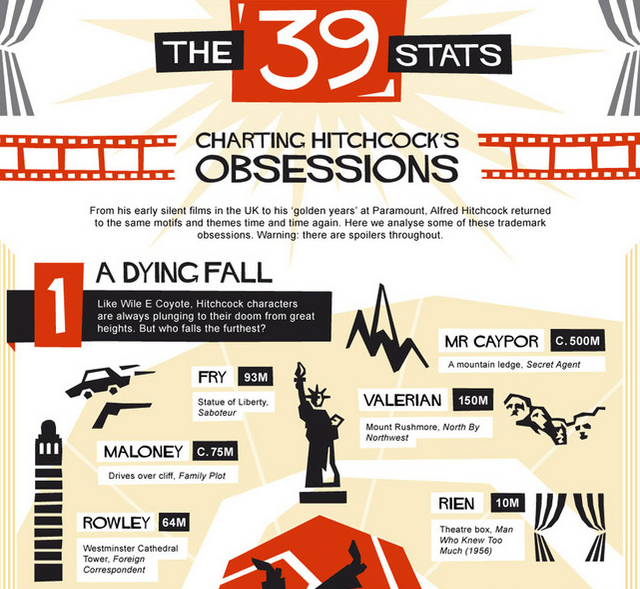 THE '39 STATS
CHARTING HITCHCOCK'S
OBSESSIONS
From his early silent films in the UK to his 'golden years' at Paramount, Alfred Hitchcock returned
to the same motifs and themes time and time again. Here we analyse some of these trademark
obsessions. Warning: there are spoilers throughout.
1
A DYING FALL
Like Wile E Coyote, Hitchcock characters
are always plunging to their doom from great
heights. But who falls the furthest?
MR CAYPOR C.500M
A mountain ledge, Secret Agent
FRY 93M
Statue of Liberty,
Saboteur
VALERIAN 150M
Mount Rushmore, North By
Northwest
MALONEY C.75M
Drives over cliff, Family Plot
RIEN 10M
Theatre box, Man
Who Knew Too
Much (1956)
ROWLEY 64M
Westminster Cathedral
Tower, Foreign
Correspondent